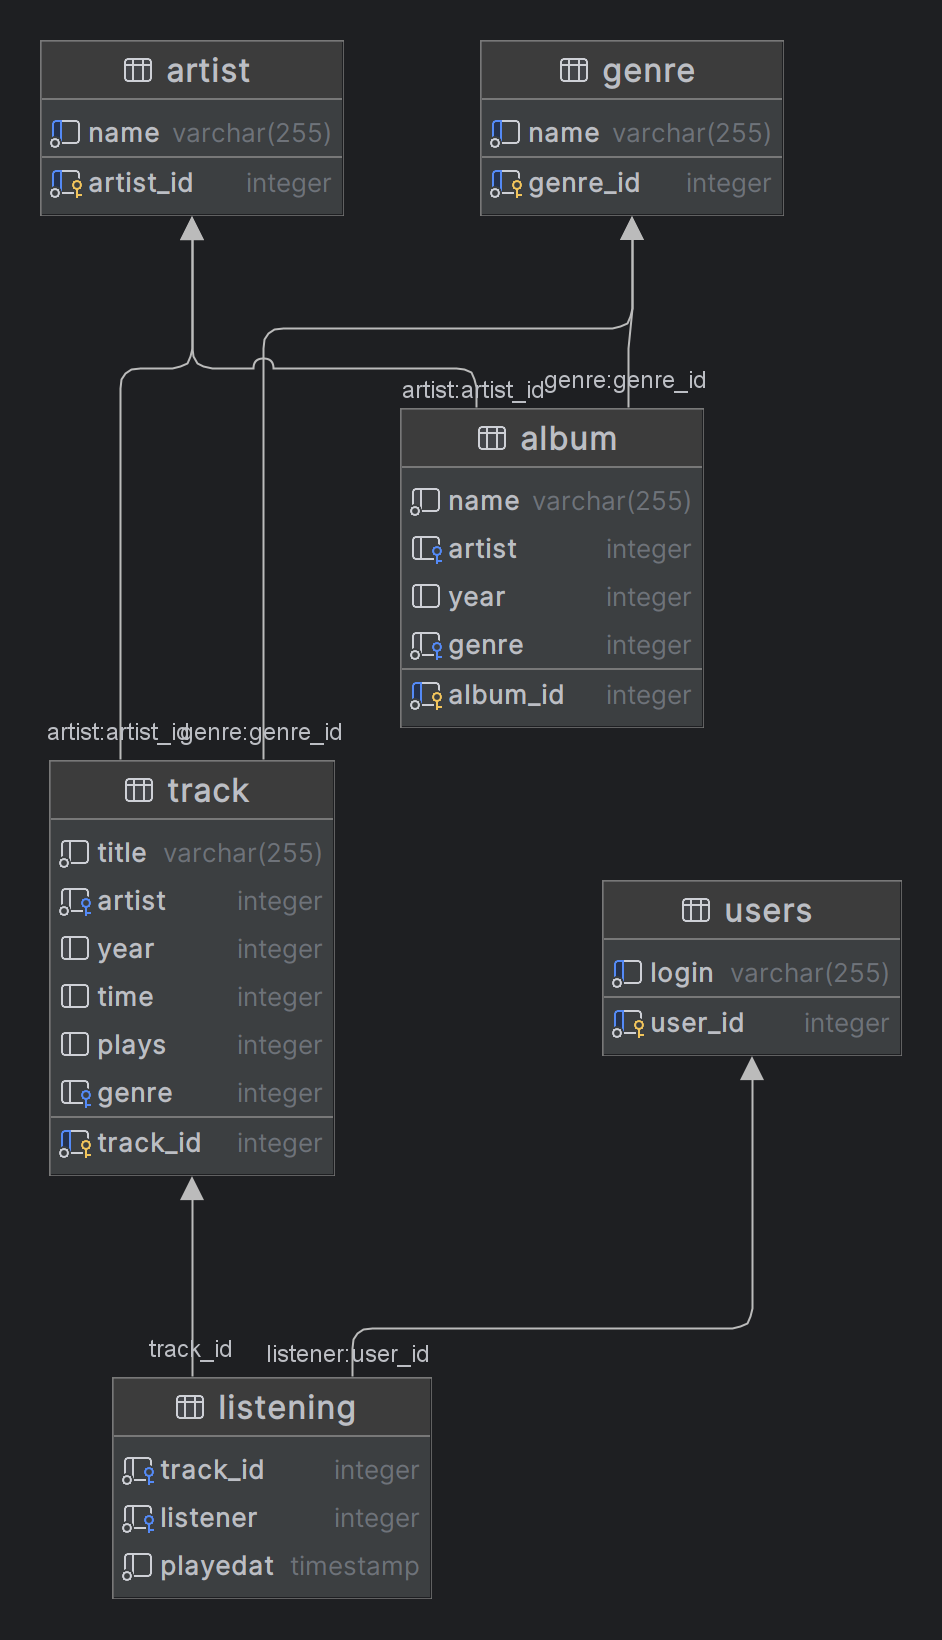 artist
name varchar(255)
artist_id integer
genre
name varchar(255)
genre_id integer
artist:artist_id
genre:genre_id
album
name varchar(255)
artist integer
year integer
genre integer
album_id integer
artist:artist_id
genre:genre_id
track
title varchar(255)
artist integer
year integer
time integer
plays integer
genre integer
track_id integer
users
login varchar(255)
user_id integer
track_id
listener:user_id
listening
track_id integer
listener integer
playedat timestamp